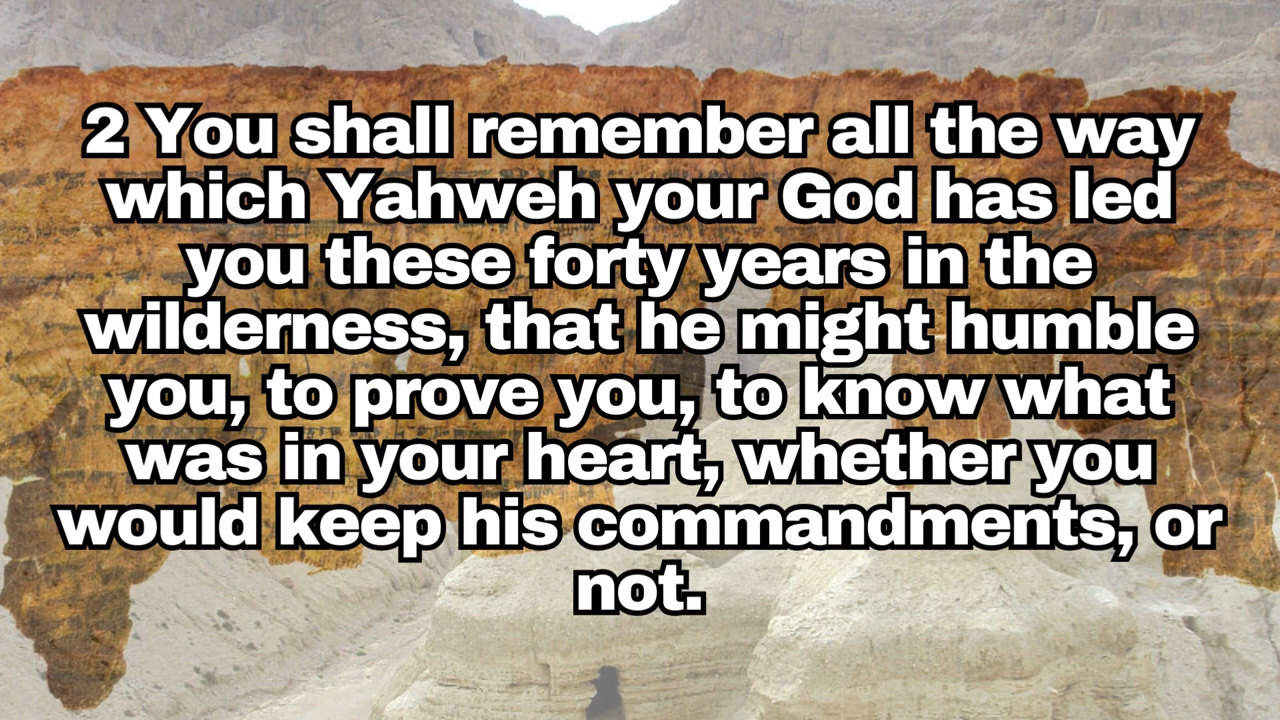 2 You shall remember all the way
which Yahweh your God has led
you these forty years in the
wilderness, that he might humble
you, to prove you, to know what
was in your heart, whether you
would keep his commandments, or
not.